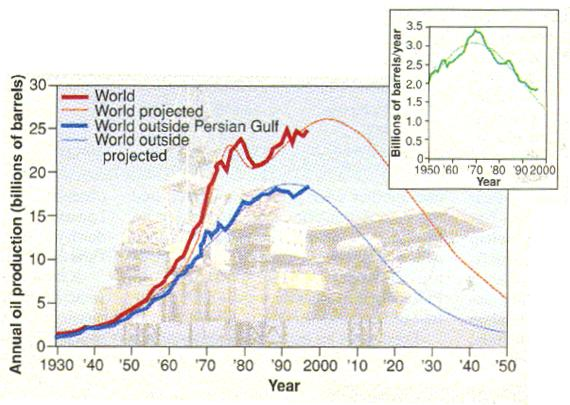 Annual oil production (billions of barrels)
30
25
20
15
10
5
0
World
World projected
World outside Persian Gulf
World outside
projected
1930 '40 '50 '60 '70 '80 '90 2000 '10 '20 '30 '40 '50
Year
Billions of barrels/year
3.5
3.0
2.5
2.0
1.5
1.0
0.5
0
1950 '60 '70 '80 '90 2000
Year